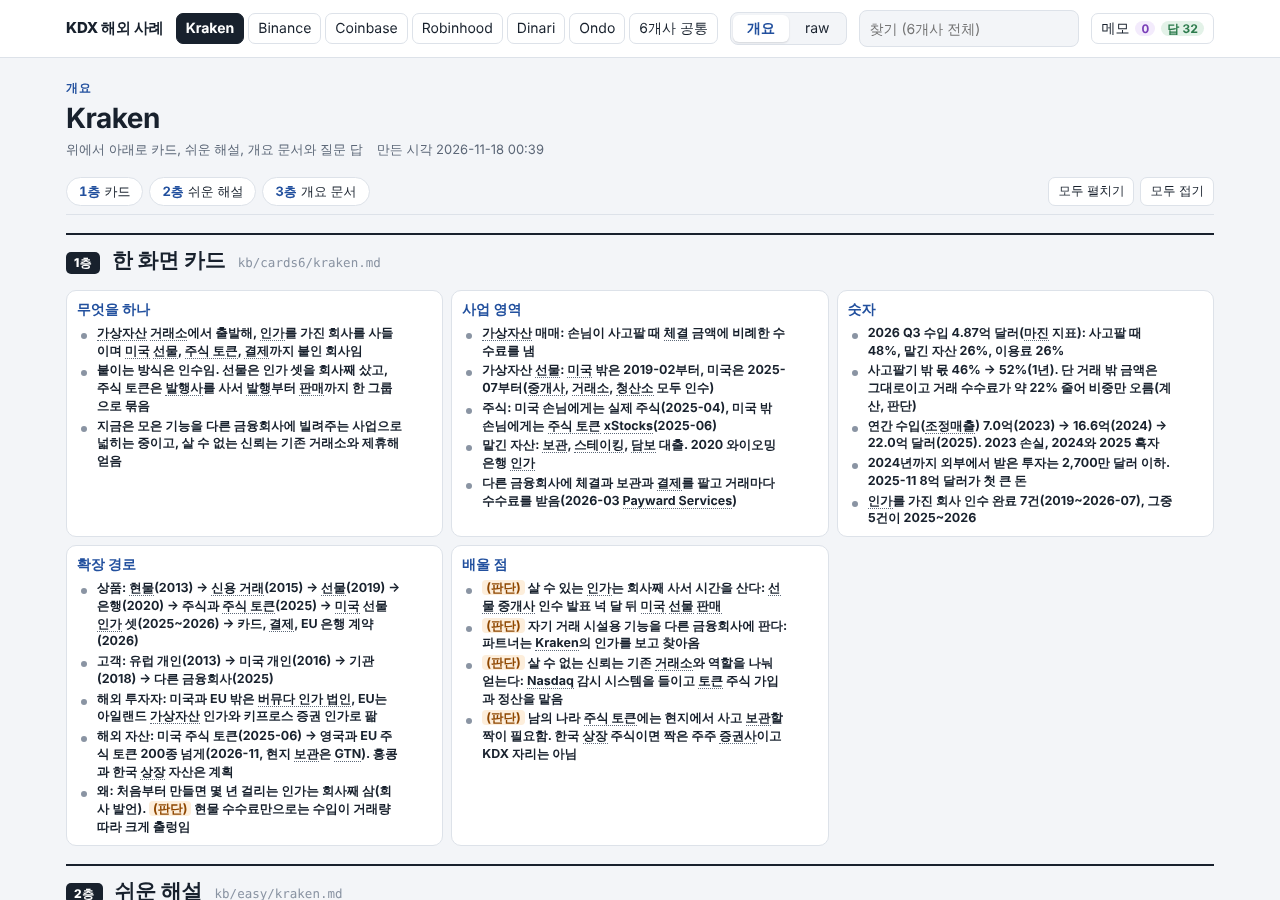 KDX 해외 사례 Kraken Binance Coinbase Robinhood Dinari Ondo 6개사 공통 개요 raw 찾기 (6개사 전체) 메모 0 답 32
개요
Kraken
위에서 아래로 카드, 쉬운 해설, 개요 문서와 질문 답 만든 시각 2026-11-18 00:39
1층 카드 2층 쉬운 해설 3층 개요 문서 모두 펼치기 모두 접기
1층 한 화면 카드 kb/cards6/kraken.md
무엇을 하나
가상자산 거래소에서 출발해, 인가를 가진 회사를 사들
이며 미국 선물, 주식 토큰, 결제까지 붙인 회사임
붙이는 방식은 인수임. 선물은 인가 셋을 회사째 샀고,
주식 토큰은 발행사를 사서 발행부터 판매까지 한 그룹
으로 묶음
지금은 모은 기능을 다른 금융회사에 빌려주는 사업으로
넓히는 중이고, 살 수 없는 신뢰는 기존 거래소와 제휴해
얻음
사업 영역
가상자산 매매: 손님이 사고팔 때 체결 금액에 비례한 수
수료를 냄
가상자산 선물: 미국 밖은 2019-02부터, 미국은 2025-
07부터(중개사, 거래소, 청산소 모두 인수)
주식: 미국 손님에게는 실제 주식(2025-04), 미국 밖
손님에게는 주식 토큰 xStocks(2025-06)
맡긴 자산: 보관, 스테이킹, 담보 대출. 2020 와이오밍
은행 인가
다른 금융회사에 체결과 보관과 결제를 팔고 거래마다
수수료를 받음(2026-03 Payward Services)
숫자
2026 Q3 수입 4.87억 달러(마진 지표): 사고팔 때
48%, 맡긴 자산 26%, 이용료 26%
사고팔기 밖 몫 46% → 52%(1년). 단 거래 밖 금액은
그대로이고 거래 수수료가 약 22% 줄어 비중만 오름(계
산, 판단)
연간 수입(조정매출) 7.0억(2023) → 16.6억(2024) →
22.0억 달러(2025). 2023 손실, 2024와 2025 흑자
2024년까지 외부에서 받은 투자는 2,700만 달러 이하.
2025-11 8억 달러가 첫 큰 돈
인가를 가진 회사 인수 완료 7건(2019~2026-07), 그중
5건이 2025~2026
확장 경로
상품: 현물(2013) → 신용 거래(2015) → 선물(2019) →
은행(2020) → 주식과 주식 토큰(2025) → 미국 선물
인가 셋(2025~2026) → 카드, 결제, EU 은행 계약
(2026)
고객: 유럽 개인(2013) → 미국 개인(2016) → 기관
(2018) → 다른 금융회사(2025)
해외 투자자: 미국과 EU 밖은 버뮤다 인가 법인, EU는
아일랜드 가상자산 인가와 키프로스 증권 인가로 팖
해외 자산: 미국 주식 토큰(2025-06) → 영국과 EU 주
식 토큰 200종 넘게(2026-11, 현지 보관은 GTN). 홍콩
과 한국 상장 자산은 계획
왜: 처음부터 만들면 몇 년 걸리는 인가는 회사째 삼(회
사 발언). (판단) 현물 수수료만으로는 수입이 거래량
따라 크게 출렁임
배울 점
(판단) 살 수 있는 인가는 회사째 사서 시간을 산다: 선
물 중개사 인수 발표 넉 달 뒤 미국 선물 판매
(판단) 자기 거래 시설용 기능을 다른 금융회사에 판다:
파트너는 Kraken의 인가를 보고 찾아옴
(판단) 살 수 없는 신뢰는 기존 거래소와 역할을 나눠
얻는다: Nasdaq 감시 시스템을 들이고 토큰 주식 가입
과 정산을 맡음
(판단) 남의 나라 주식 토큰에는 현지에서 사고 보관할
짝이 필요함. 한국 상장 주식이면 짝은 주주 증권사이고
KDX 자리는 아님
2층 쉬운 해설 kb/easy/kraken.md